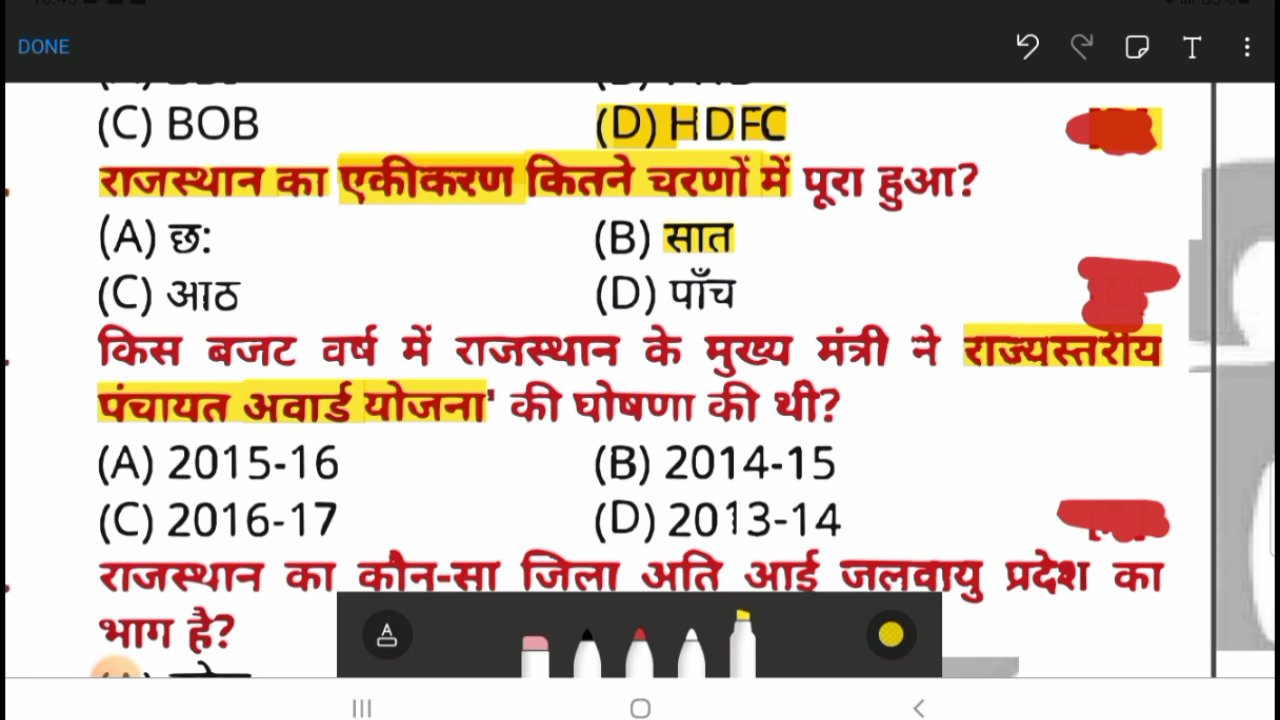 DONE
(C) BOB (D) HDFC
राजस्थान का एकीकरण कितने चरणों में पूरा हुआ?
(A) छ: (B) सात
(C) आठ (D) पाँच
किस बजट वर्ष में राजस्थान के मुख्य मंत्री ने राज्यस्तरीय
पंचायत अवार्ड योजना' की घोषणा की थी?
(A) 2015-16 (B) 2014-15
(C) 2016-17 (D) 2013-14
राजस्थान का कौन-सा जिला अति आई जलवायु प्रदेश का
भाग है?